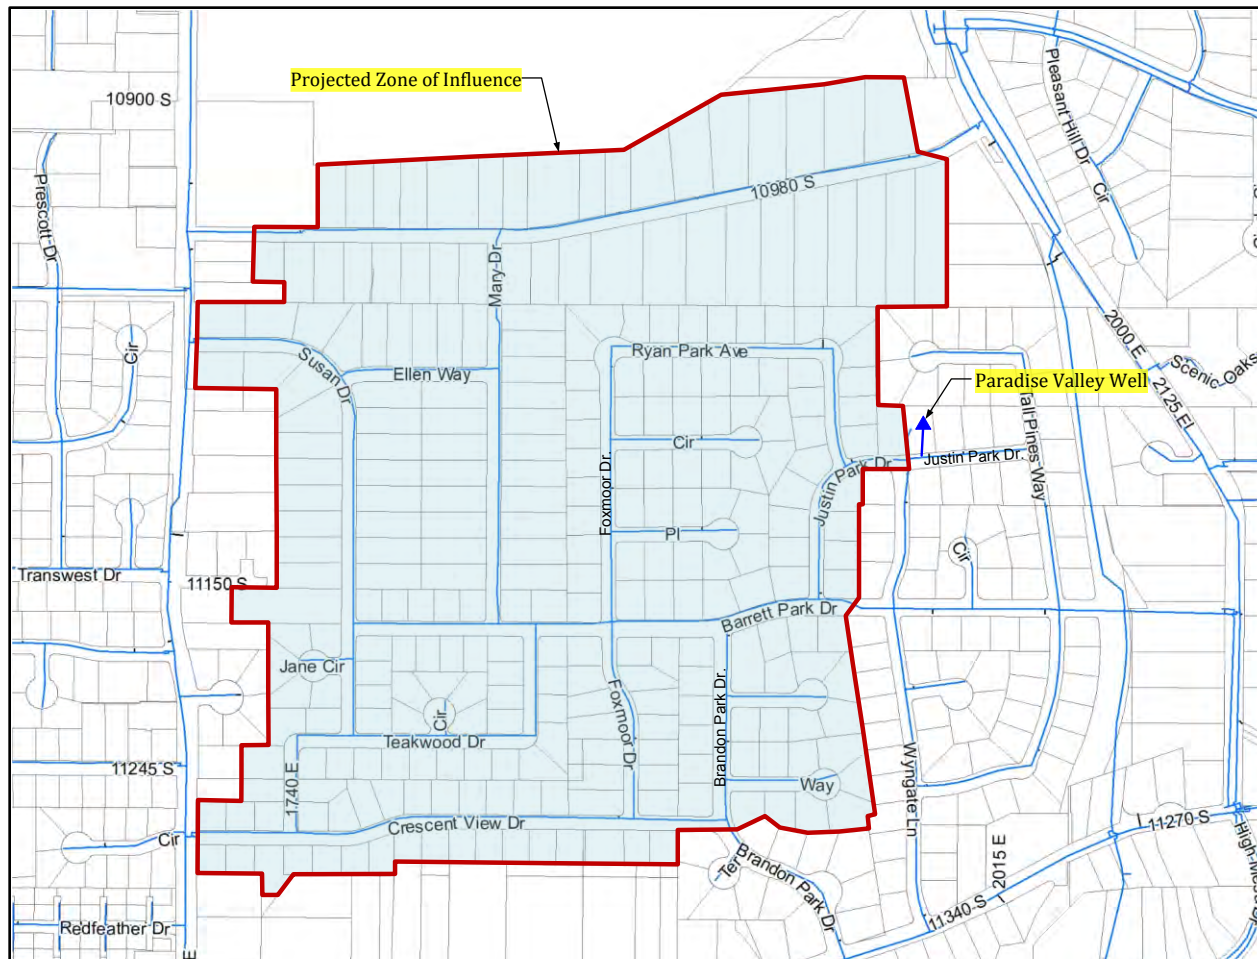 Projected Zone of Influence
10900 S
Pleasant Hill Dr
Cir
Prescott Dr
10980 S
Mary Dr
2000 E
Cir
Susan Dr
Ryan Park Ave
Ellen Way
Scenic Oaks
2125 E
Paradise Valley Well
Tall Pines Way
Cir
Justin Park Dr.
Justin Park Dr
Foxmoor Dr.
Pl
Cir
Transwest Dr
11150 S
Barrett Park Dr
Jane Cir
Foxmoor Dr
Brandon Park Dr.
Cir
Teakwood Dr
11245 S
1740 E
Way
Wyngate Ln
Crescent View Dr
11270 S
Cir
2015 E
Ter
Brandon Park Dr
11340 S
Redfeather Dr
E